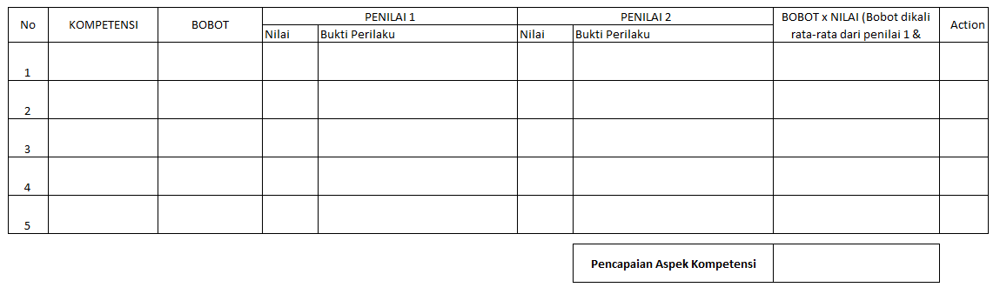 No KOMPETENSI BOBOT PENILAI 1 PENILAI 2 BOBOT x NILAI (Bobot dikali rata-rata dari penilai 1 & Action
Nilai Bukti Perilaku Nilai Bukti Perilaku
1
2
3
4
5
Pencapaian Aspek Kompetensi